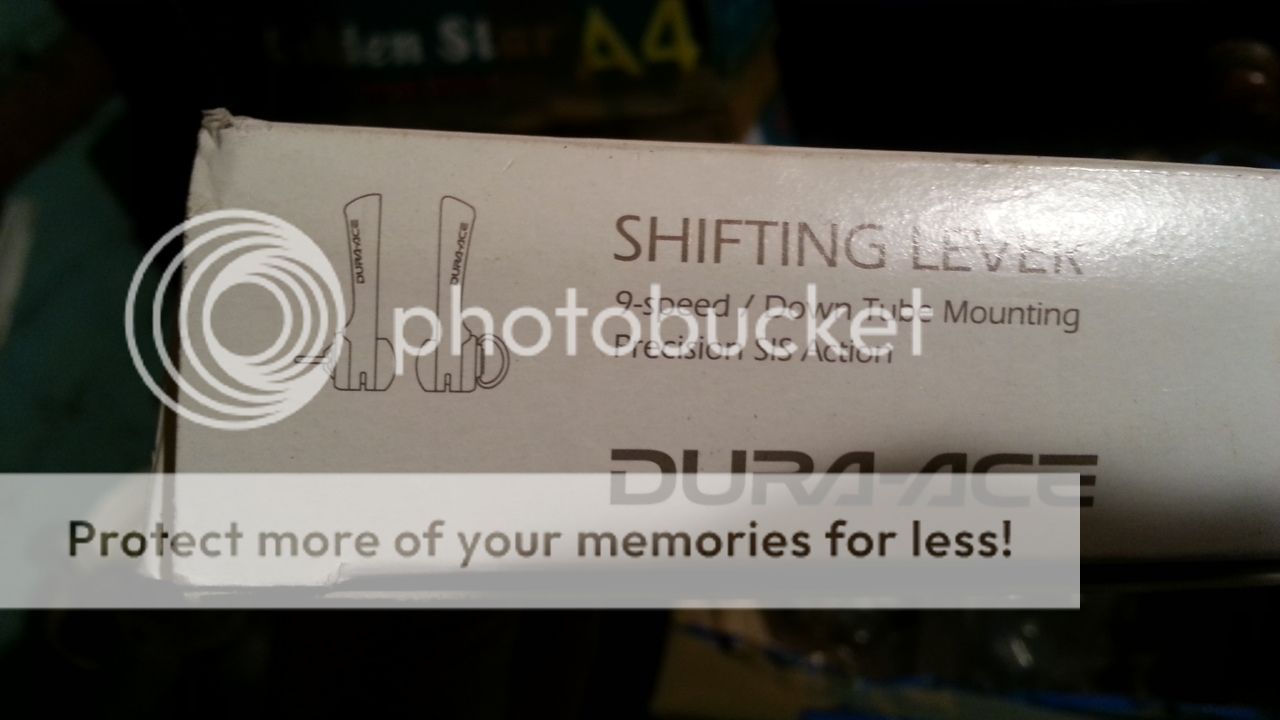 A4
DURA-ACE
DURA-ACE
SHIFTING LEVER
9-speed / Down Tube Mounting
Precision SIS Action
photobucket
DURA-ACE
Protect more of your memories for less!